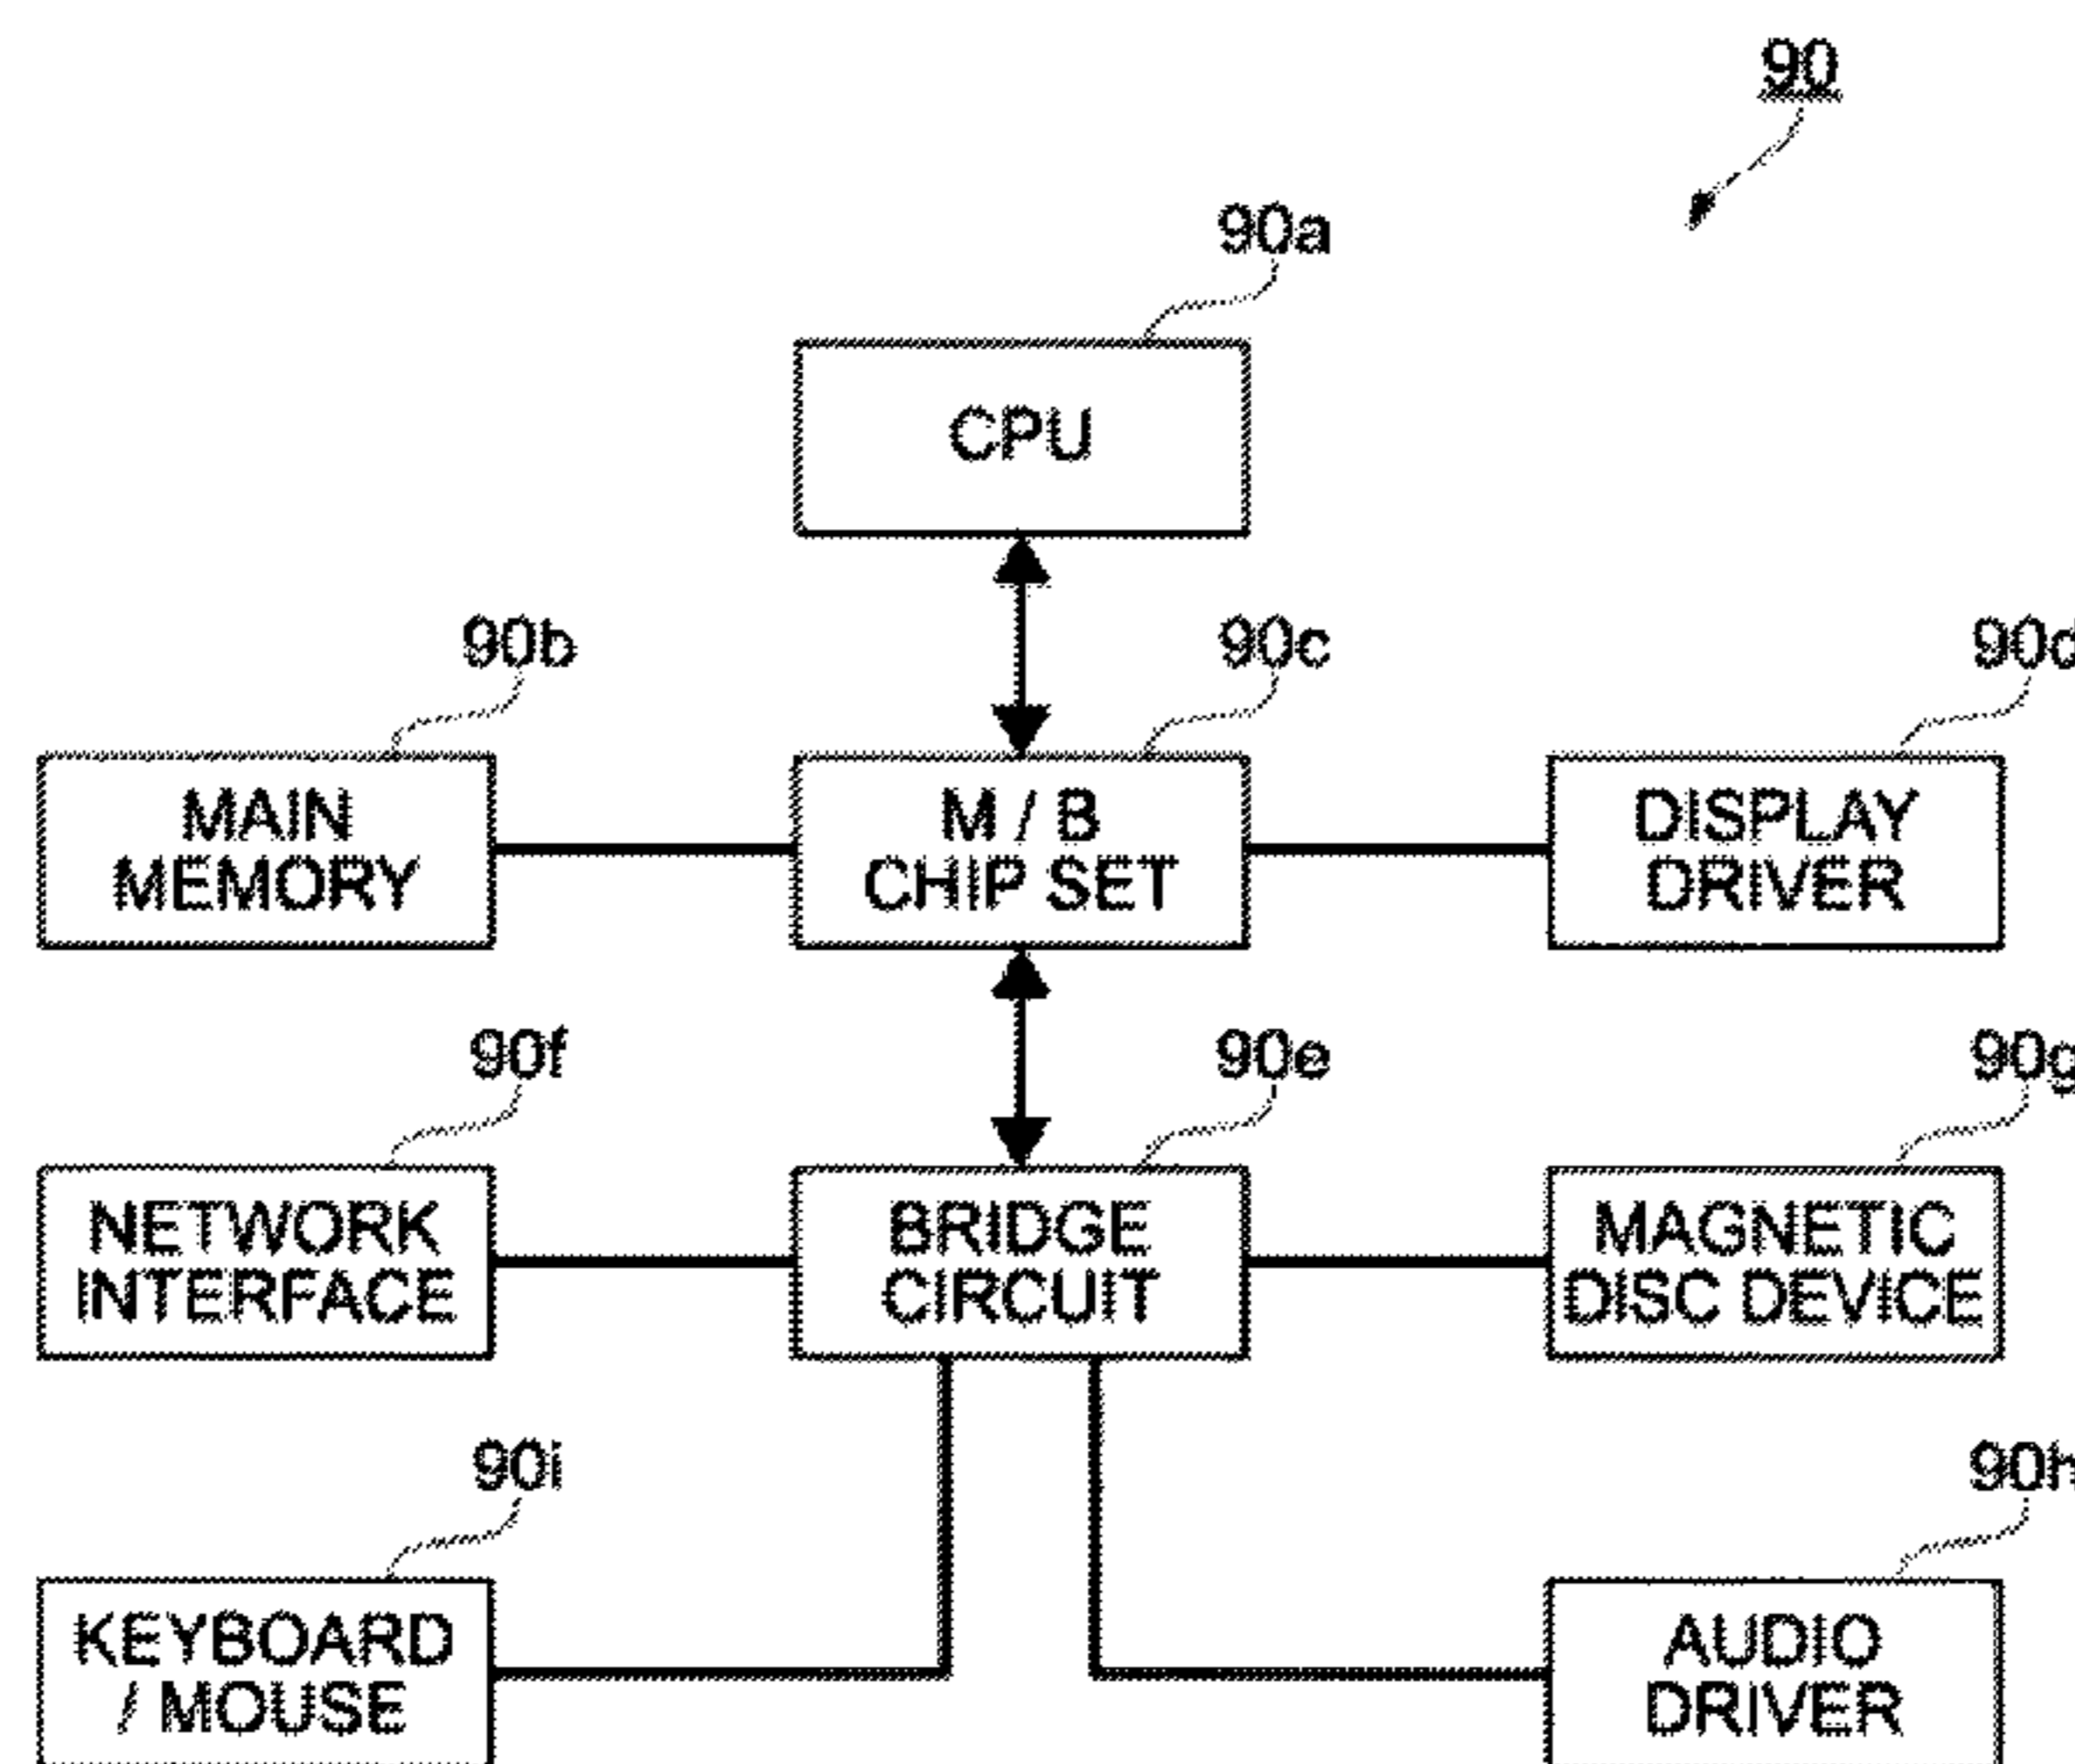 90
90a
CPU
90b
90c
90d
MAIN
MEMORY
M / B
CHIP SET
DISPLAY
DRIVER
90f
90e
90g
NETWORK
INTERFACE
BRIDGE
CIRCUIT
MAGNETIC
DISC DEVICE
90i
90h
KEYBOARD
/ MOUSE
AUDIO
DRIVER